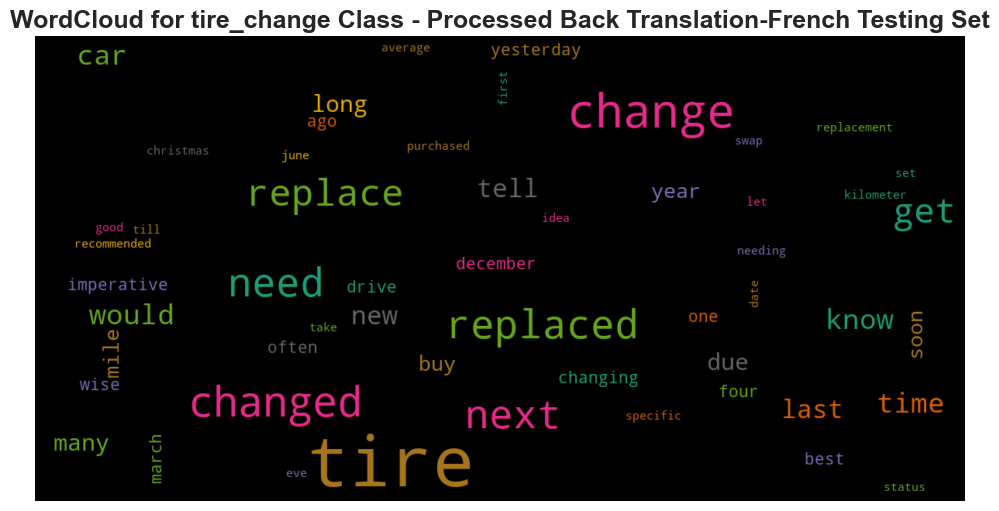 WordCloud for tire_change Class - Processed Back Translation-French Testing Set
car
average
yesterday
first
long
ago
change
replacement
swap
christmas
june
purchased
replace
tell
year
set
kilometer
let
get
idea
good
till
recommended
needing
december
imperative
need
drive
date
would
new
one
know
take
replaced
soon
mile
often
buy
due
wise
changing
four
changed
next
specific
last
time
many
march
tire
best
eve
status